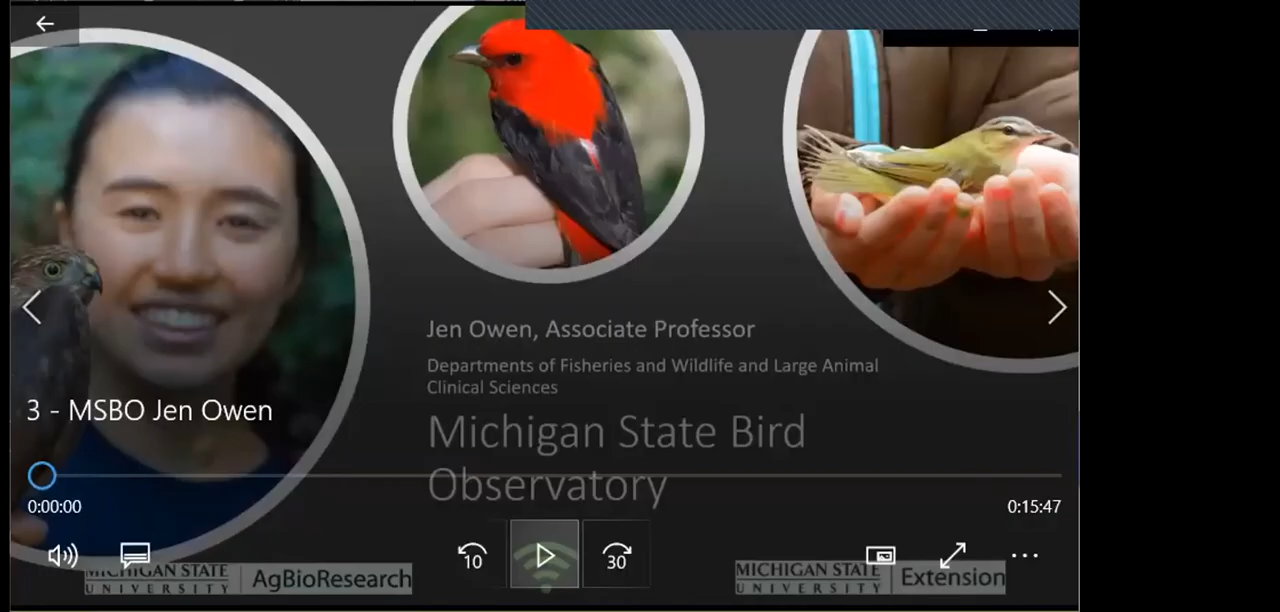 Jen Owen, Associate Professor
Departments of Fisheries and Wildlife and Large Animal
Clinical Sciences
3 - MSBO Jen Owen
Michigan State Bird
Observatory
0:00:00
0:15:47
10
30
MICHIGAN STATE
UNIVERSITY
AgBioResearch
MICHIGAN STATE
UNIVERSITY
Extension